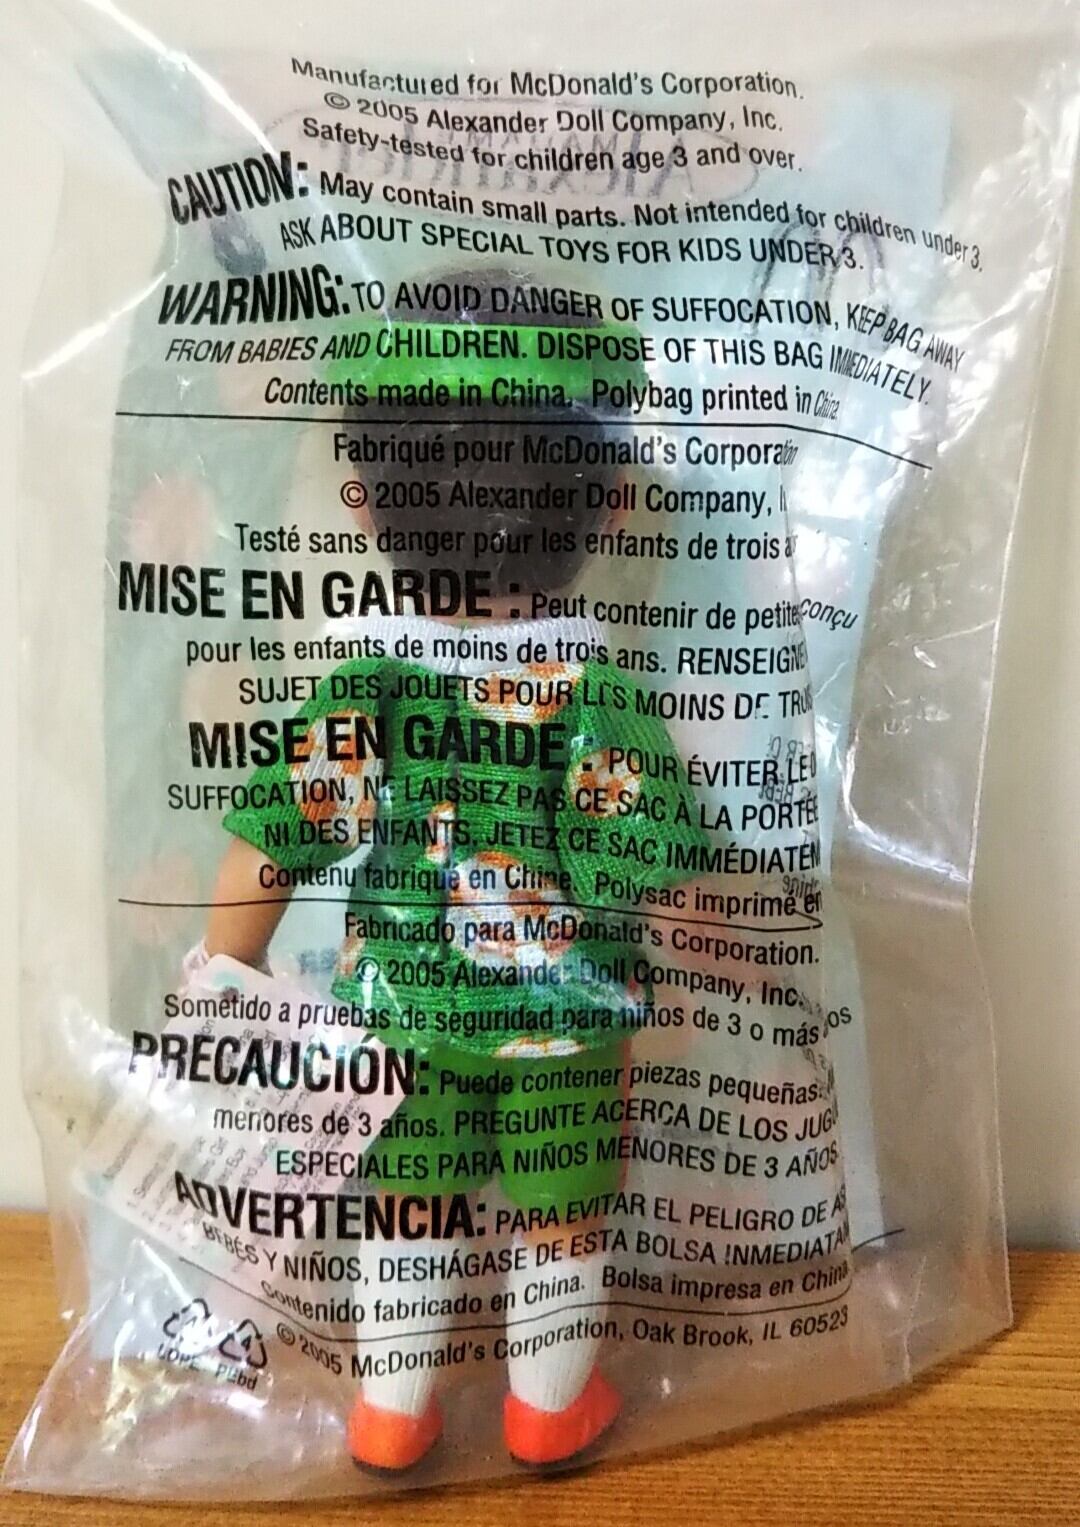 Manufactured for McDonald's Corporation.
© 2005 Alexander Doll Company, Inc.
Safety-tested for children age 3 and over.
CAUTION: May contain small parts. Not intended for children under 3.
ASK ABOUT SPECIAL TOYS FOR KIDS UNDER 3.
WARNING: TO AVOID DANGER OF SUFFOCATION, KEEP BAG AWAY
FROM BABIES AND CHILDREN. DISPOSE OF THIS BAG IMMEDIATELY.
Contents made in China. Polybag printed in China.
Fabriqué pour McDonald's Corporation
© 2005 Alexander Doll Company,
Testé sans danger pour les enfants de trois
MISE EN GARDE : Peut contenir de petites conçu
pour les enfants de moins de trois ans.
SUJET DES JOUETS POUR LES MOINS DE
MISE EN GARDE : POUR ÉVITER LE
SUFFOCATION, NE LAISSEZ PAS CE SAC À LA PORTÉE
NI DES ENFANTS. JETEZ CE SAC
Contenu fabriqué en Chine. Polysac imprimé en
Fabricado para McDonald's Corporation.
© 2005 Alexander Doll Company, Inc.
Sometido a pruebas de seguridad para niños de 3 o más
PRECAUCIÓN: Puede contener piezas pequeñas.
menores de 3 años. PREGUNTE ACERCA DE LOS
ESPECIALES PARA NIÑOS MENORES DE 3 AÑOS
ADVERTENCIA: PARA EVITAR EL PELIGRO DE
BEBÉS Y NIÑOS, DESHÁGASE DE ESTA BOLSA
Contenido fabricado en China. Bolsa impresa en China
© 2005 McDonald's Corporation, Oak Brook, IL 60523
4 4
LDPE